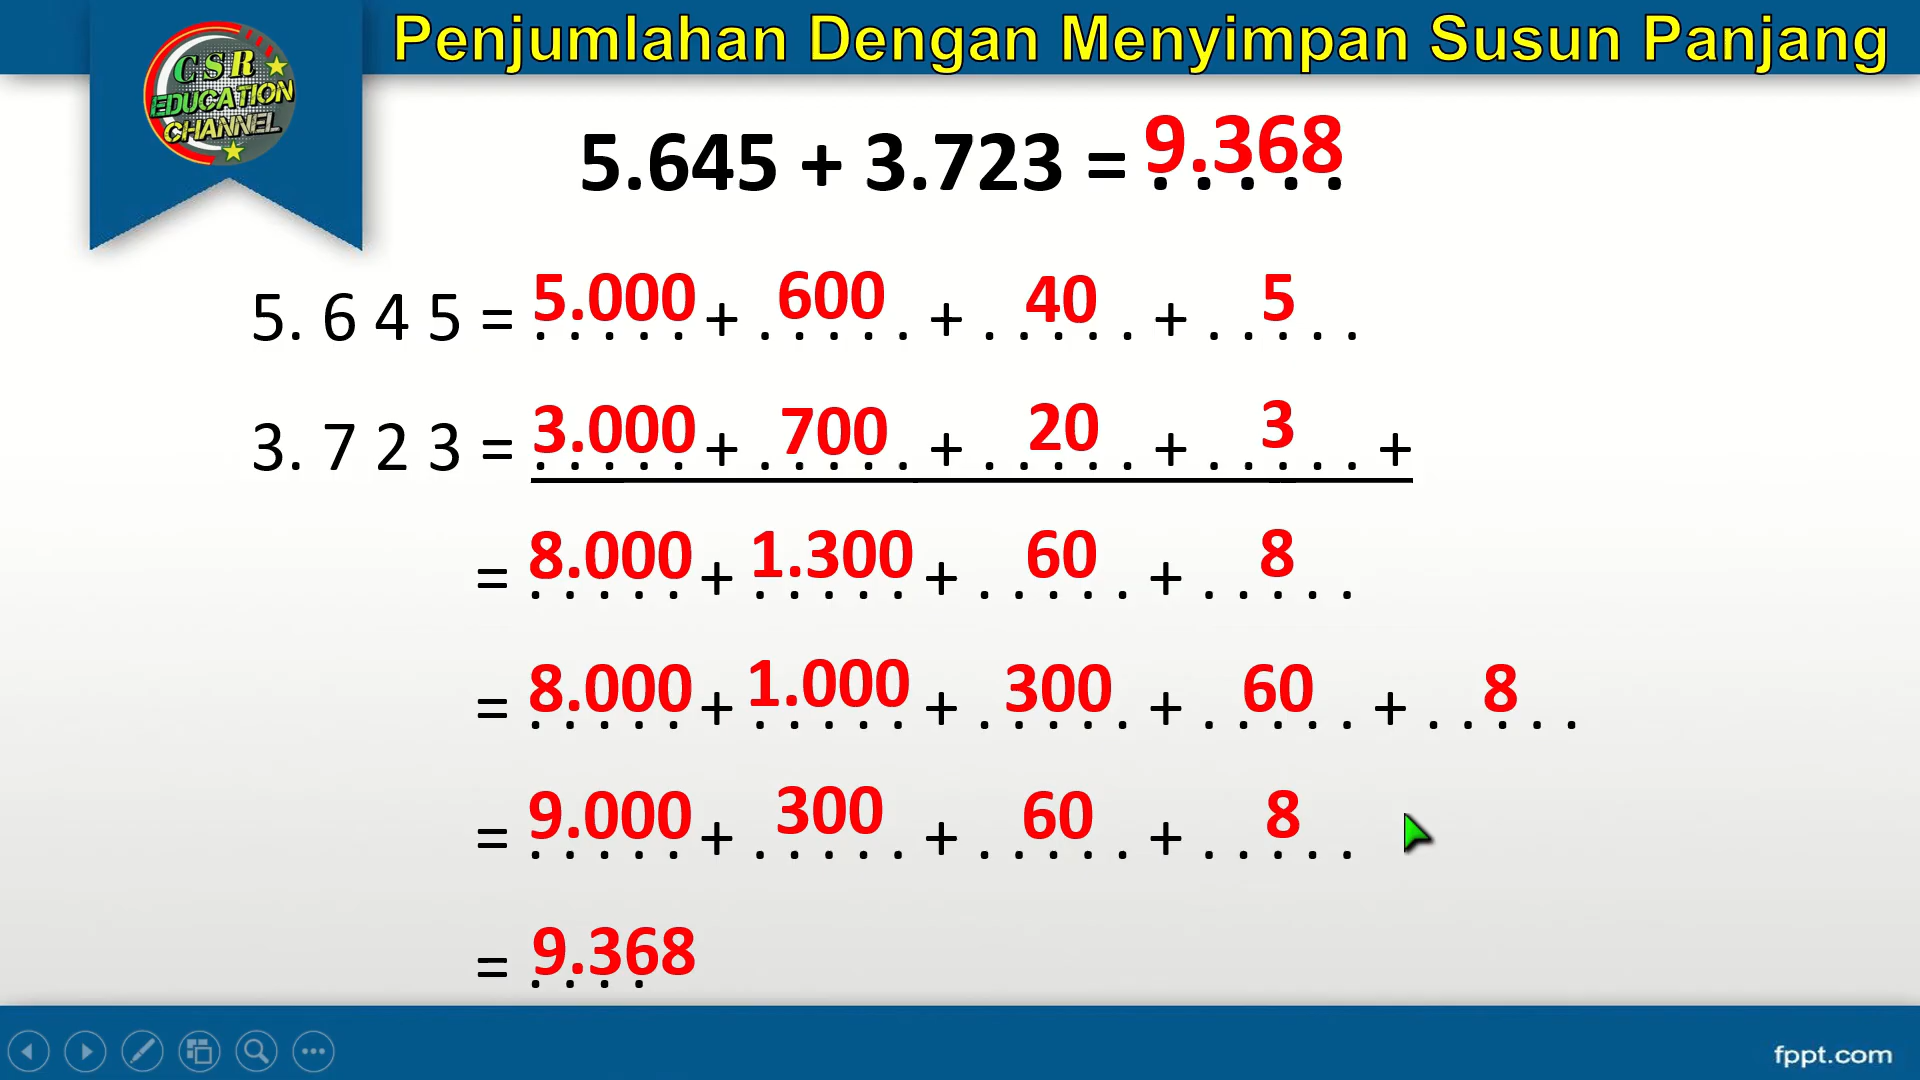 Penjumlahan Dengan Menyimpan Susun Panjang
CSR
EDUCATION
CHANNEL
5.645 + 3.723 = 9.368
5. 6 4 5 = 5.000 + 600 + 40 + 5
3. 7 2 3 = 3.000 + 700 + 20 + 3 +
= 8.000 + 1.300 + 60 + 8
= 8.000 + 1.000 + 300 + 60 + 8
= 9.000 + 300 + 60 + 8
= 9.368
fppt.com